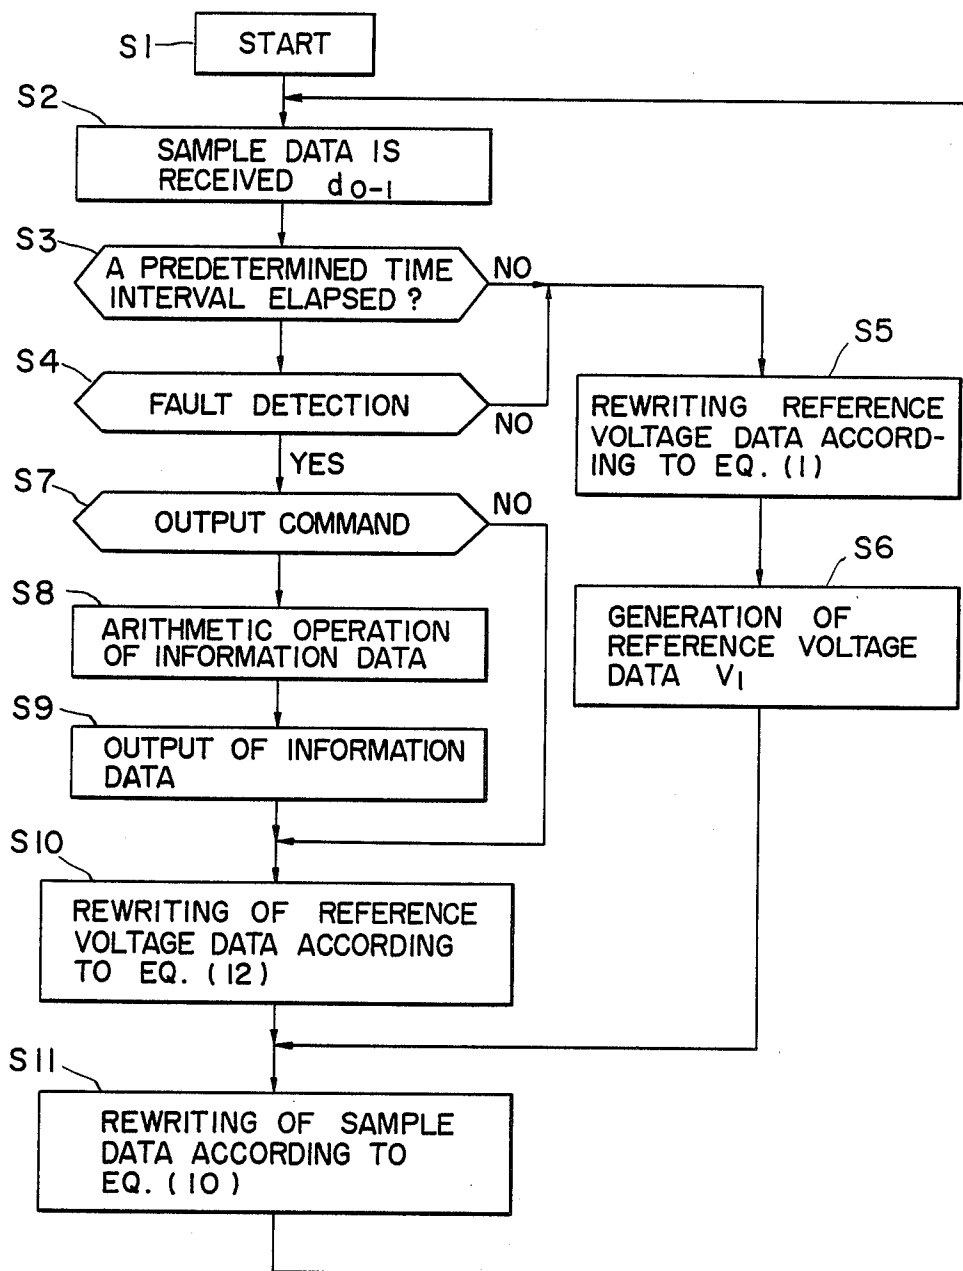 S1
START
S2
SAMPLE DATA IS
RECEIVED do-1
S3
A PREDETERMINED TIME
INTERVAL ELAPSED?
NO
S4
FAULT DETECTION
NO
YES
S5
REWRITING REFERENCE
VOLTAGE DATA ACCORD-
ING TO EQ. (1)
S7
OUTPUT COMMAND
NO
S6
GENERATION OF
REFERENCE VOLTAGE
DATA V1
S8
ARITHMETIC OPERATION
OF INFORMATION DATA
S9
OUTPUT OF INFORMATION
DATA
S10
REWRITING OF REFERENCE
VOLTAGE DATA ACCORDING
TO EQ. (12)
S11
REWRITING OF SAMPLE
DATA ACCORDING TO
EQ. (10)